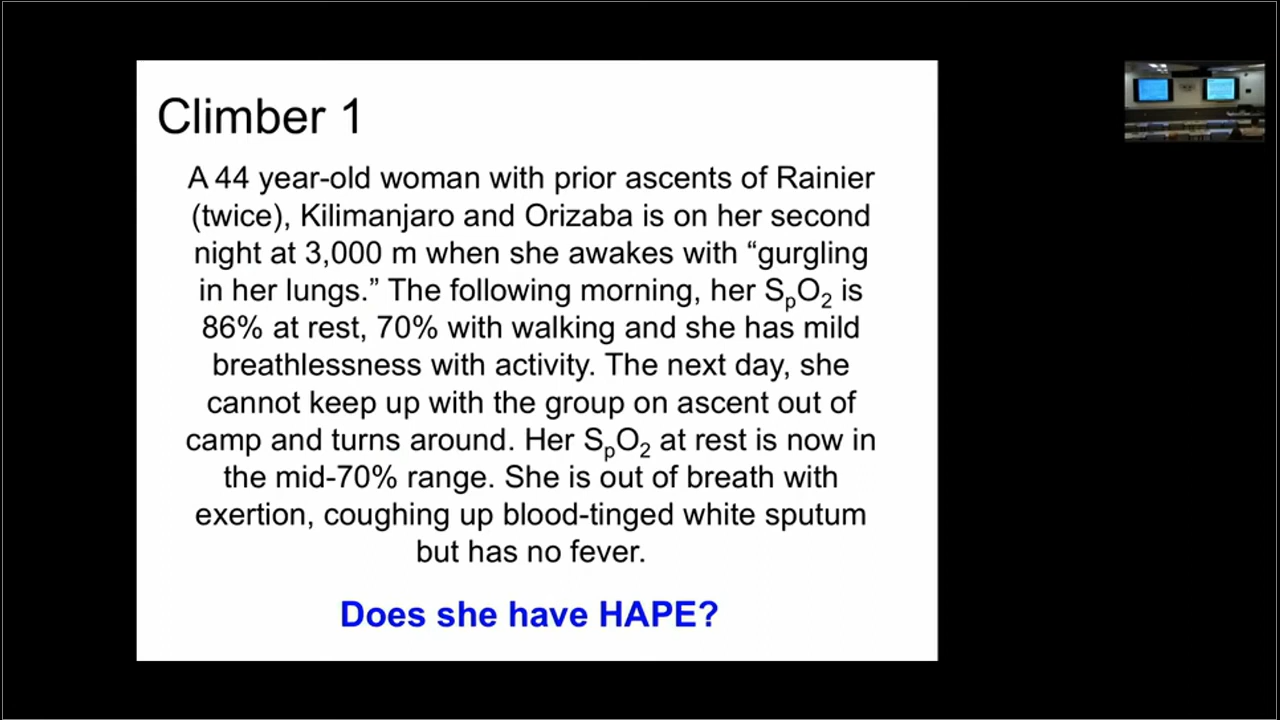 Climber 1
A 44 year-old woman with prior ascents of Rainier
(twice), Kilimanjaro and Orizaba is on her second
night at 3,000 m when she awakes with “gurgling
in her lungs.” The following morning, her SpO2 is
86% at rest, 70% with walking and she has mild
breathlessness with activity. The next day, she
cannot keep up with the group on ascent out of
camp and turns around. Her SpO2 at rest is now in
the mid-70% range. She is out of breath with
exertion, coughing up blood-tinged white sputum
but has no fever.
Does she have HAPE?